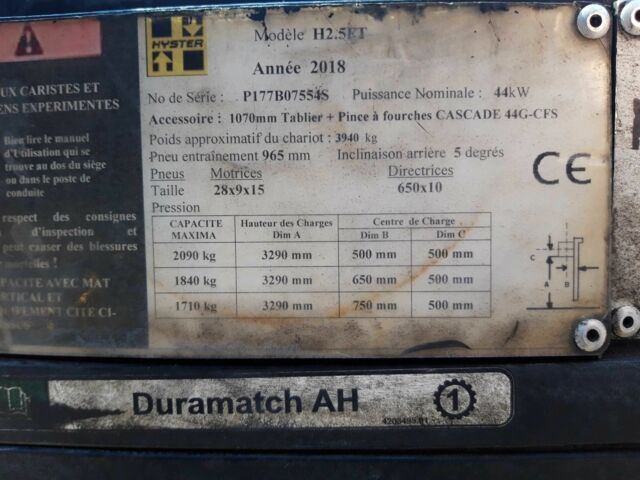 HYSTER
Modèle H2.5FT
Année 2018
No de Série : P177B07554S Puissance Nominale : 44kW
Accessoire : 1070mm Tablier + Pince à fourches CASCADE 44G-CFS
Poids approximatif du chariot : 3940 kg
Pneu entraînement 965 mm Inclinaison arrière 5 degrés
Pneus Motrices Directrices
Taille 28x9x15 650x10
Pression
CAPACITE MAXIMA Hauteur des Charges Dim A Centre de Charge Dim B Dim C
2090 kg 3290 mm 500 mm 500 mm
1840 kg 3290 mm 650 mm 500 mm
1710 kg 3290 mm 750 mm 500 mm
CE
C
A
B
UX CARISTES ET
ENS EXPERIMENTES
Bien lire le manuel
d'Utilisation qui se
trouve au dos du siège
ou dans le poste de
conduite
respect des consignes
d'inspection et
peut causer des blessures
mortelles !
PACITE AVEC MAT
ERTICAL ET
EMENT CITE CI-
Duramatch AH
1